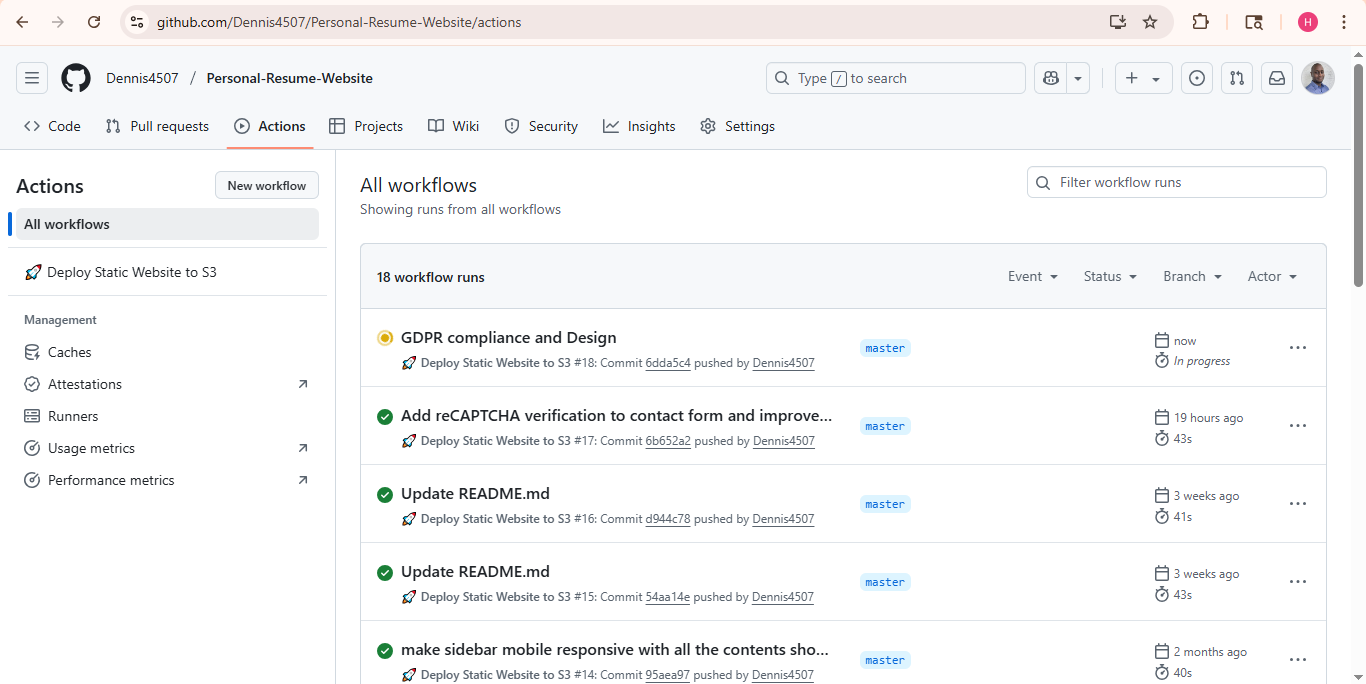 github.com/Dennis4507/Personal-Resume-Website/actions
H
Dennis4507 / Personal-Resume-Website
Type / to search
Code Pull requests Actions Projects Wiki Security Insights Settings
Actions
New workflow
All workflows
Deploy Static Website to S3
Management
Caches
Attestations
Runners
Usage metrics
Performance metrics
All workflows
Showing runs from all workflows
Filter workflow runs
18 workflow runs
Event Status Branch Actor
GDPR compliance and Design
Deploy Static Website to S3 #18: Commit 6dda5c4 pushed by Dennis4507
master
now
In progress
Add reCAPTCHA verification to contact form and improve...
Deploy Static Website to S3 #17: Commit 6b652a2 pushed by Dennis4507
master
19 hours ago
43s
Update README.md
Deploy Static Website to S3 #16: Commit d944c78 pushed by Dennis4507
master
3 weeks ago
41s
Update README.md
Deploy Static Website to S3 #15: Commit 54aa14e pushed by Dennis4507
master
3 weeks ago
43s
make sidebar mobile responsive with all the contents sho...
Deploy Static Website to S3 #14: Commit 95aea97 pushed by Dennis4507
master
2 months ago
40s